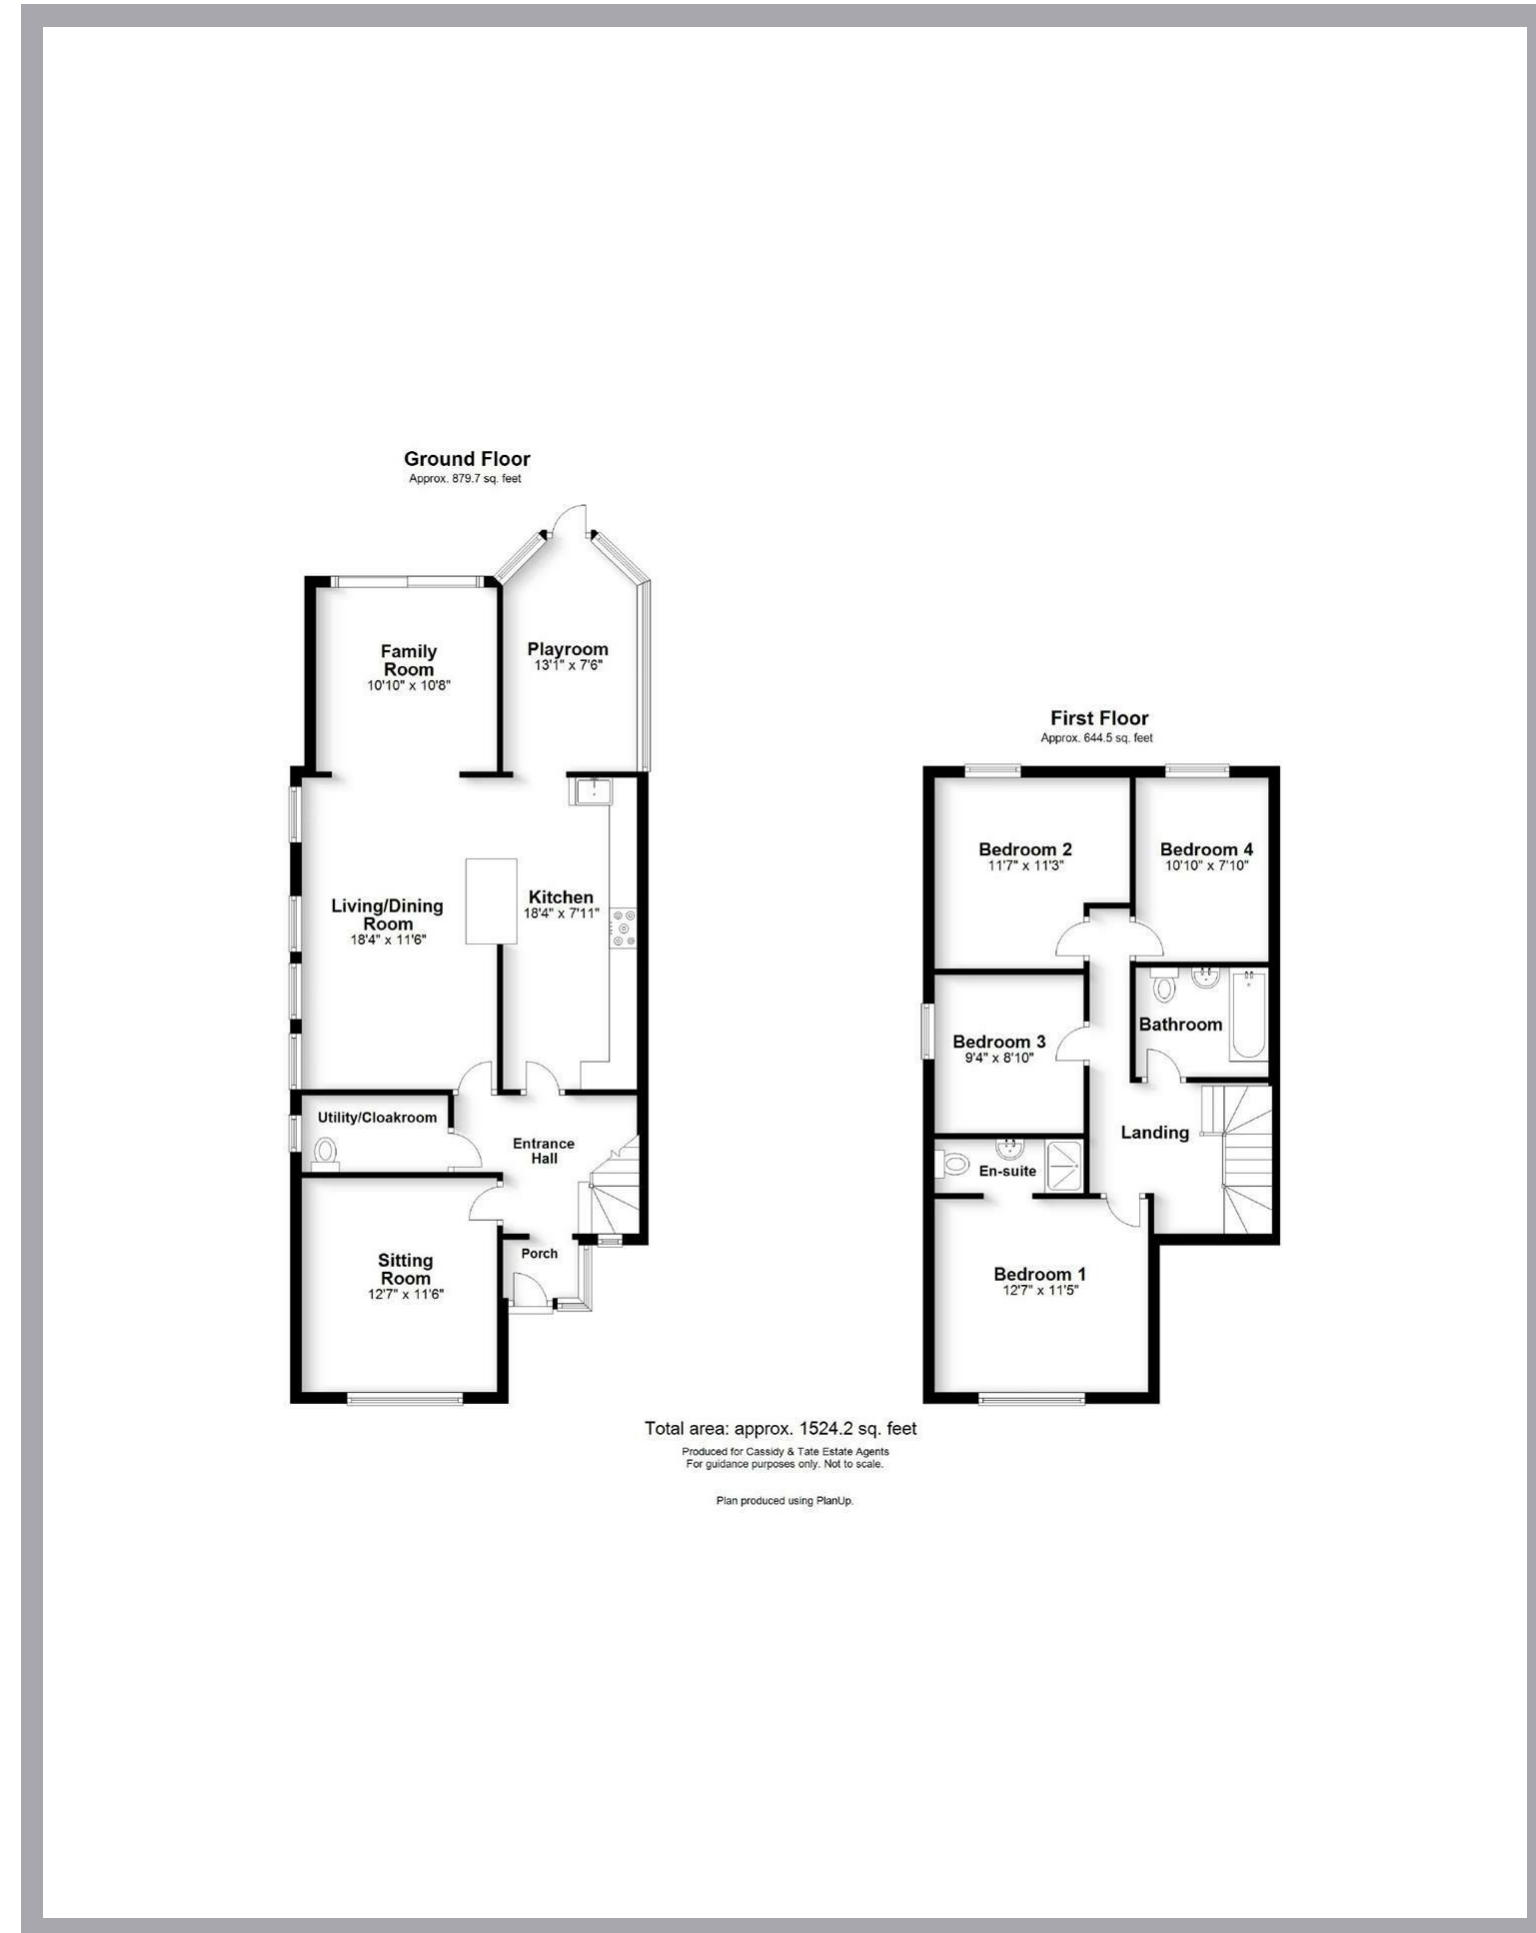 Ground Floor
Approx. 879.7 sq. feet
Family
Room
10'10" x 10'8"
Playroom
13'1" x 7'6"
Living/Dining
Room
18'4" x 11'6"
Kitchen
18'4" x 7'11"
Utility/Cloakroom
Entrance
Hall
Sitting
Room
12'7" x 11'6"
Porch
First Floor
Approx. 644.5 sq. feet
Bedroom 2
11'7" x 11'3"
Bedroom 4
10'10" x 7'10"
Bedroom 3
9'4" x 8'10"
Bathroom
Landing
En-suite
Bedroom 1
12'7" x 11'5"
Total area: approx. 1524.2 sq. feet
Produced for Cassidy & Tate Estate Agents
For guidance purposes only. Not to scale.
Plan produced using PlanUp.